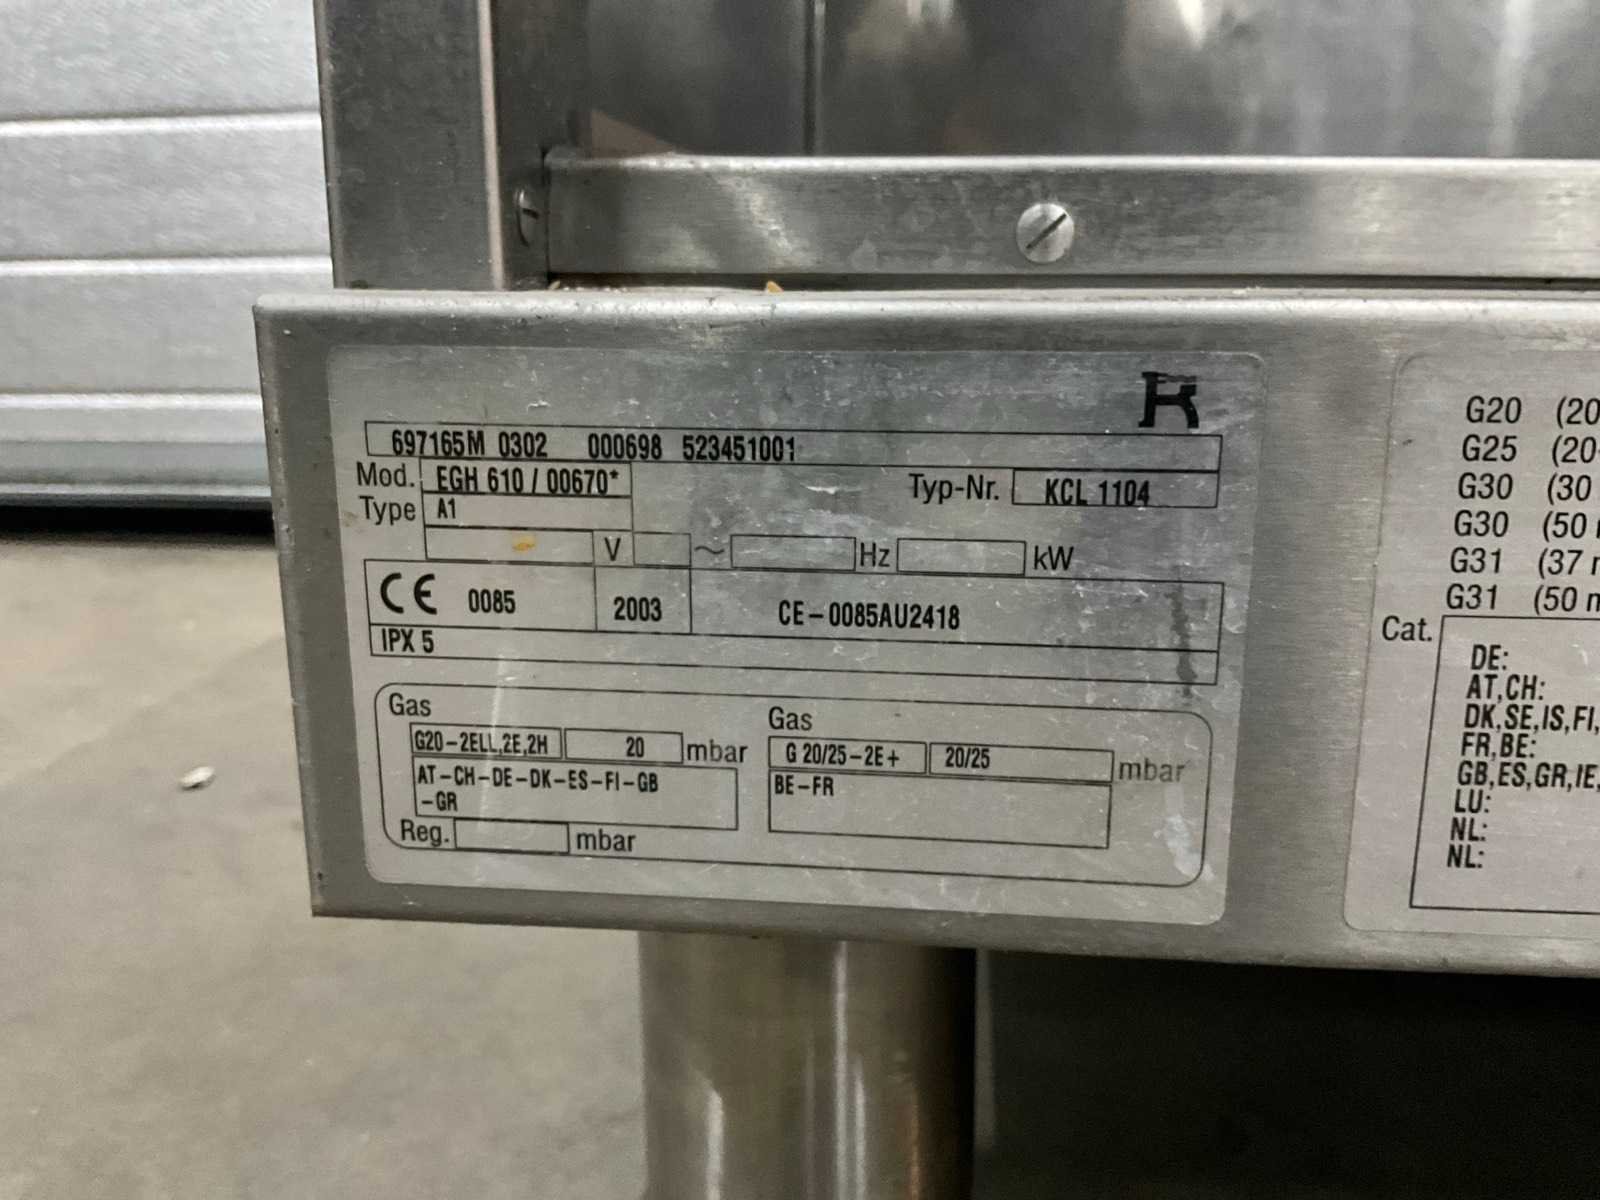 697165M 0302 000698 523451001
Mod. EGH 610 / 00670* Typ-Nr. KCL 1104
Type A1
V ~ Hz kW
CE 0085 2003 CE-0085AU2418
IPX 5
Gas
G20-2ELL,2E,2H 20 mbar
AT-CH-DE-DK-ES-FI-GB
-GR
Reg. mbar
Gas
G 20/25-2E+ 20/25 mbar
BE-FR
G20 (20
G25 (20
G30 (30
G30 (50
G31 (37
G31 (50
Cat.
DE:
AT,CH:
DK,SE,IS,FI,
FR,BE:
GB,ES,GR,IE,
LU:
NL:
NL: